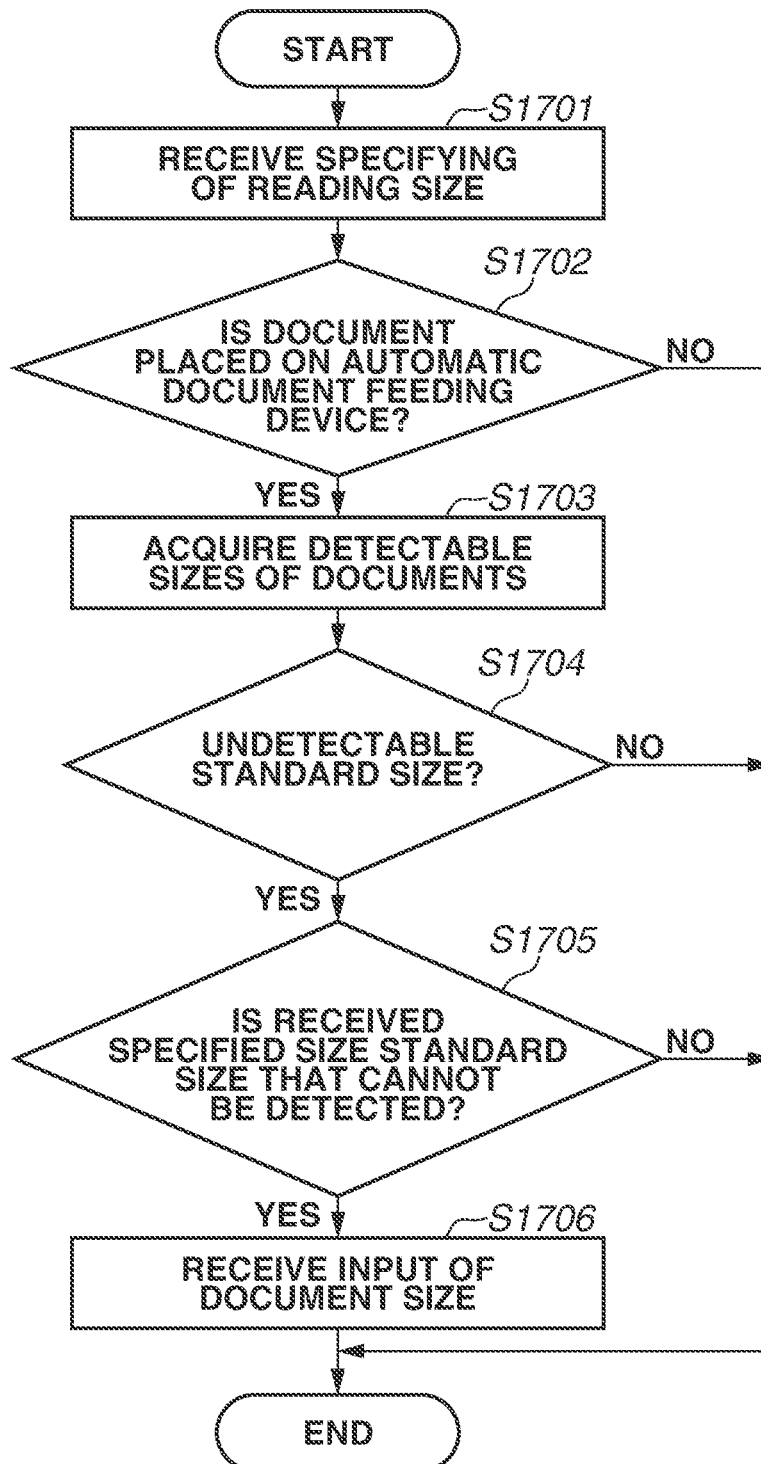 START
S1701
RECEIVE SPECIFYING
OF READING SIZE
S1702
IS DOCUMENT
PLACED ON AUTOMATIC
DOCUMENT FEEDING
DEVICE?
NO
YES
S1703
ACQUIRE DETECTABLE
SIZES OF DOCUMENTS
S1704
UNDETECTABLE
STANDARD SIZE?
NO
YES
S1705
IS RECEIVED
SPECIFIED SIZE STANDARD
SIZE THAT CANNOT
BE DETECTED?
NO
YES
S1706
RECEIVE INPUT OF
DOCUMENT SIZE
END